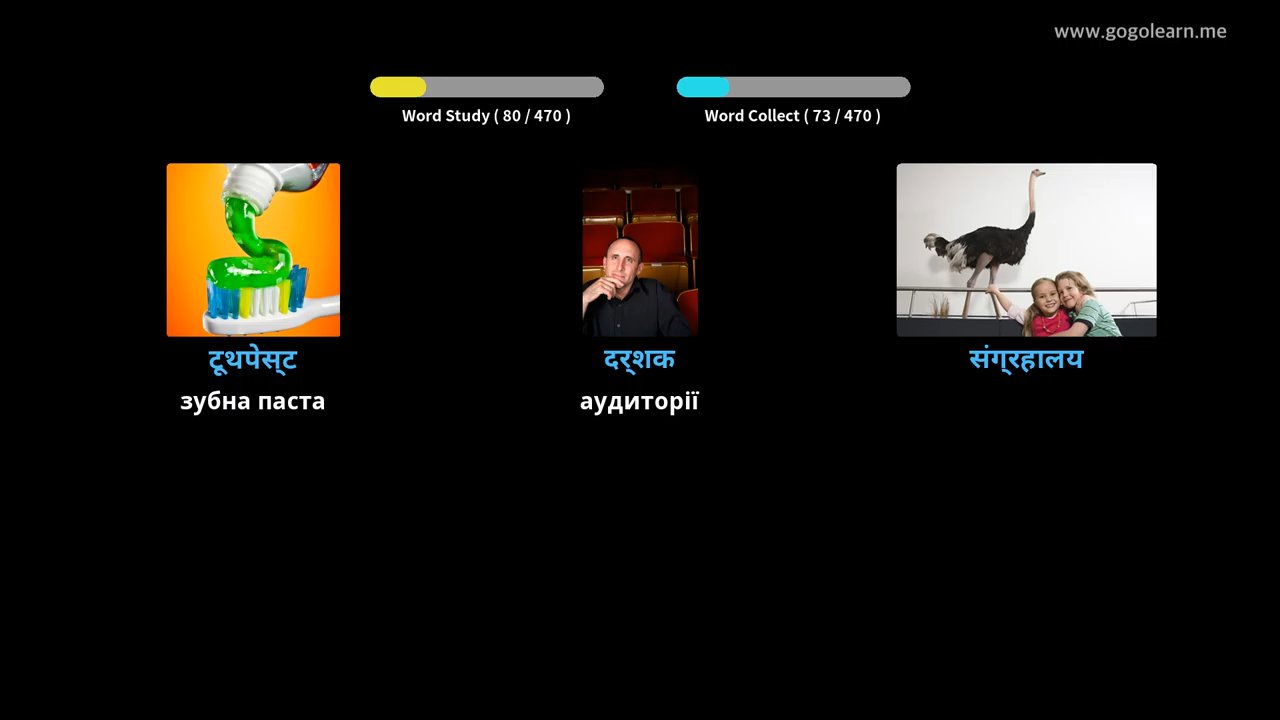 www.gogolearn.me
Word Study ( 80 / 470 )
Word Collect ( 73 / 470 )
टूथपेस्‌ट
दर्‌शक
संग्‌रहालय
зубна паста
аудиторії